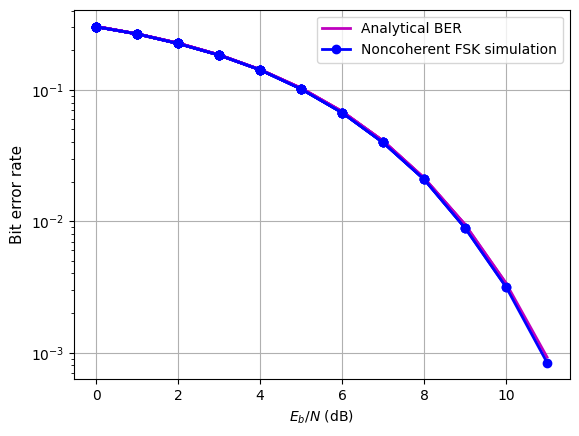 Analytical BER
Noncoherent FSK simulation
Bit error rate
10⁻¹
10⁻²
10⁻³
0 2 4 6 8 10
E_b/N (dB)